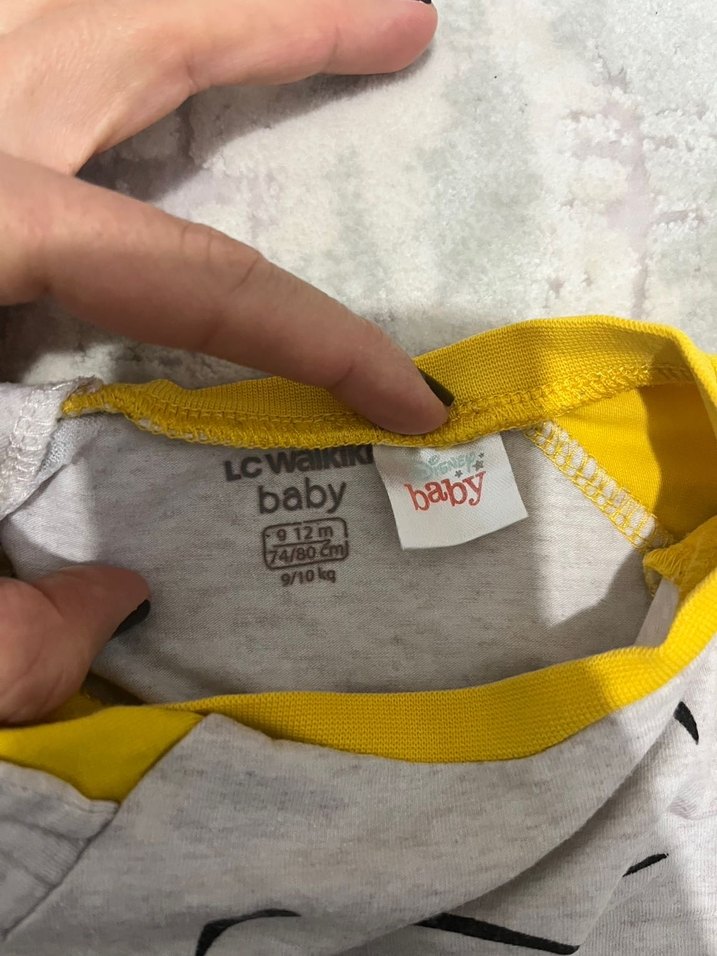 LC Waikiki
baby
9 12 m
74/80 cm
9/10 kg
Disney
baby